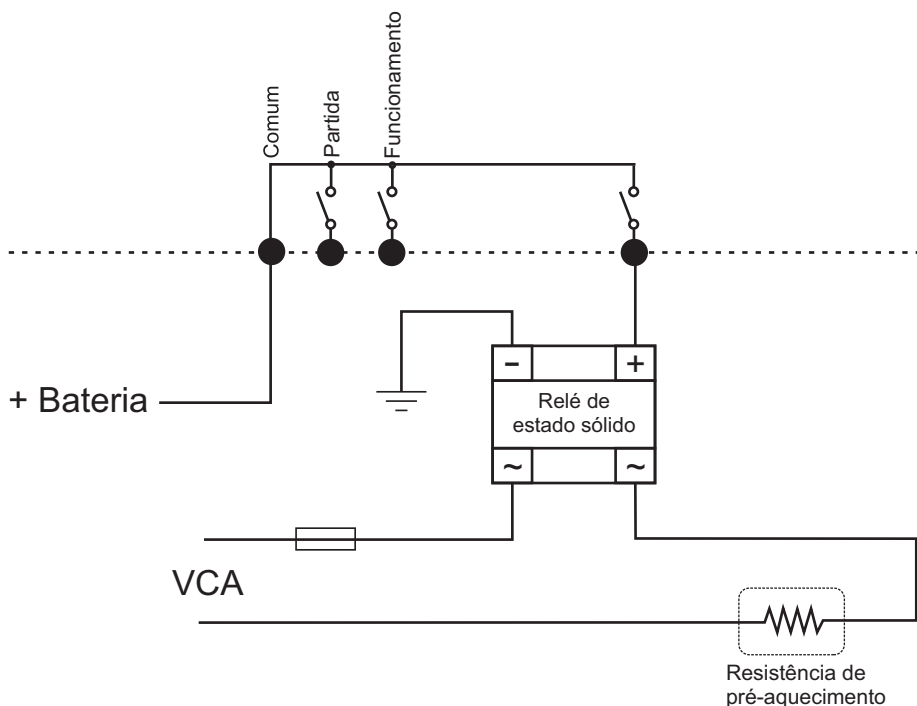 Comum
Partida
Funcionamento
- +
Relé de
estado sólido
~ ~
+ Bateria
VCA
Resistência de
pré-aquecimento